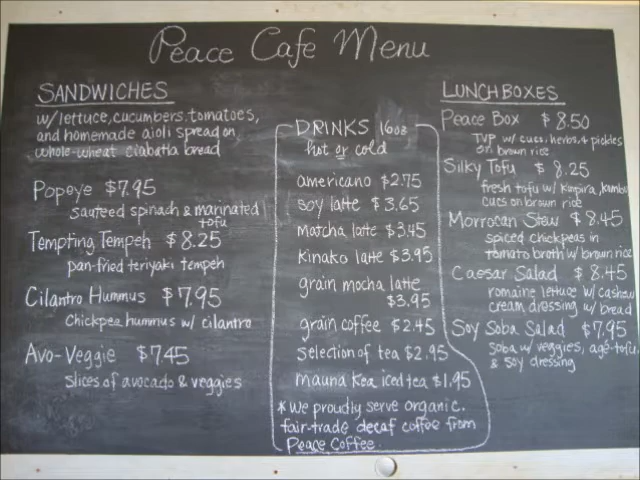 Peace Cafe Menu
SANDWICHES
w/lettuce, cucumbers, tomatoes,
and homemade aioli spread on
whole-wheat ciabatta bread
Popeye $7.95
sauteed spinach & marinated
tofu
Tempting Tempeh $8.25
pan-fried teriyaki tempeh
Cilantro Hummus $7.95
Chickpea hummus w/ cilantro
Avo-Veggie $7.45
slices of avocado & veggies
DRINKS 16oz
hot or cold
americano $2.75
soy latte $3.65
Matcha latte $3.45
kinako latte $3.95
grain mocha latte
$3.95
grain coffee $2.45
selection of tea $2.95
mauna kea iced tea $1.95
*we proudly serve organic.
fair-trade decaf coffee from
Peace Coffee.
LUNCHBOXES
Peace Box $8.50
TVP w/ cucs, herbs, & pickles
on brown rice
Silky Tofu $8.25
fresh tofu w/ kinpira, kombu
cucs on brown rice
Morrocan Stew $8.45
spiced chickpeas in
tomato broth w/ brown rice
Caesar Salad $8.45
romaine lettuce w/ cashew
cream dressing w/ bread
Soy Soba Salad $7.95
soba w/ veggies, age-tofu,
& soy dressing